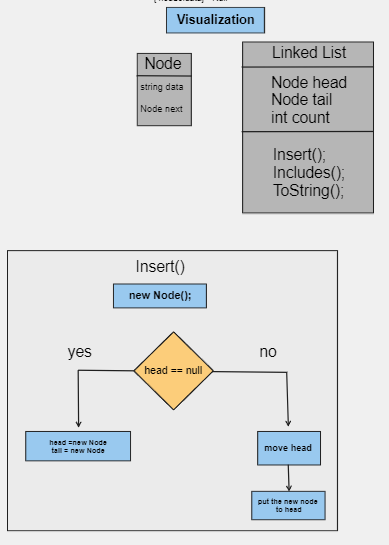 Visualization
Node
string data
Node next
Linked List
Node head
Node tail
int count
Insert();
Includes();
ToString();
Insert()
new Node();
yes
no
head == null
head =new Node
tail = new Node
move head
put the new node
to head